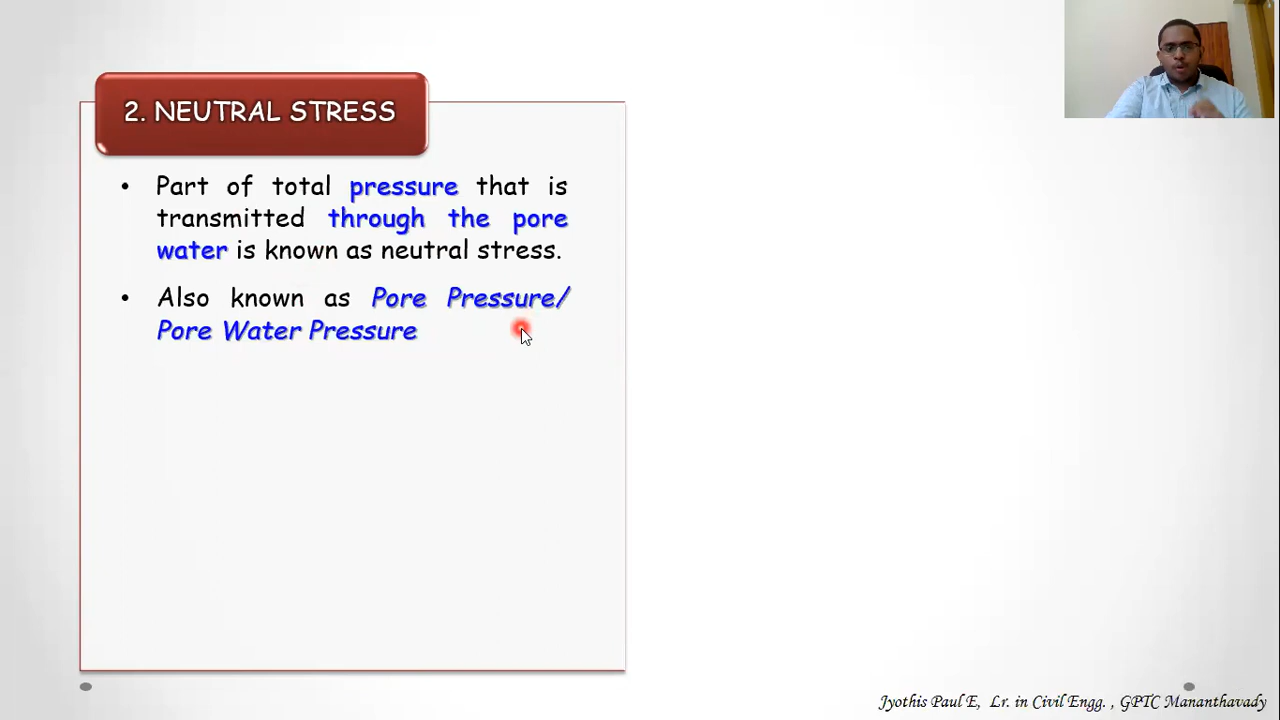 2. NEUTRAL STRESS
• Part of total pressure that is
transmitted through the pore
water is known as neutral stress.
• Also known as Pore Pressure/
Pore Water Pressure
Jyothis Paul E, Lr. in Civil Engg. , GPTC Mananthavady